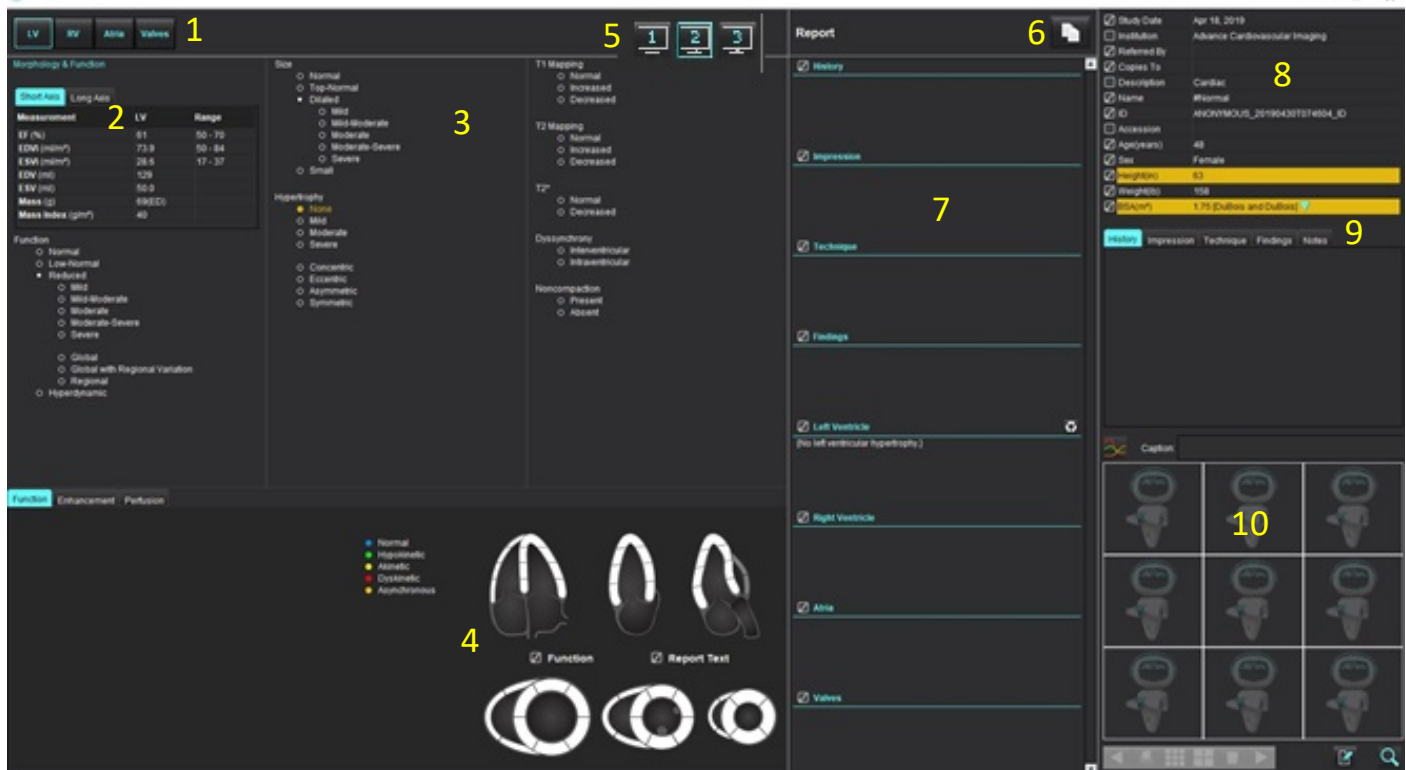 LV RV Atria Valves 1
5 1 2 3
Morphology & Function
Short Axis Long Axis
2
Measurement LV Range
EF (%) 61 50 - 70
EDVI (ml/m²) 73.9 50 - 84
ESVI (ml/m²) 28.6 17 - 37
EDV (ml) 129
ESV (ml) 50.0
Mass (g) 69(ED)
Mass Index (g/m²) 40
Function
Normal
Low-Normal
Reduced
Mild
Mild-Moderate
Moderate
Moderate-Severe
Severe
Global
Global with Regional Variation
Regional
Hyperdynamic
Size
Normal
Top-Normal
Dilated
Mild
Mild-Moderate
Moderate
Moderate-Severe
Severe
Small
3
Hypertrophy
None
Mild
Moderate
Severe
Concentric
Eccentric
Asymmetric
Symmetric
T1 Mapping
Normal
Increased
Decreased
T2 Mapping
Normal
Increased
Decreased
T2*
Normal
Decreased
Dyssynchrony
Interventricular
Intraventricular
Noncompaction
Present
Absent
Function Enhancement Perfusion
Normal
Hypokinetic
Akinetic
Dyskinetic
Asynchronous
4
Function Report Text
Report 6
History
Impression
7
Technique
Findings
Left Ventricle
(No left ventricular hypertrophy.)
Right Ventricle
Atria
Valves
Study Date Apr 18, 2019
Institution Advance Cardiovascular Imaging
Referred By
Copies To
8
Description Cardiac
Name #Normal
ID ANONYMOUS_20190430T074604_ID
Accession
Age(years) 48
Sex Female
Height(in) 63
Weight(lb) 158
BSA(m²) 1.75 [DuBois and DuBois]
History Impression Technique Findings Notes 9
Caption
10